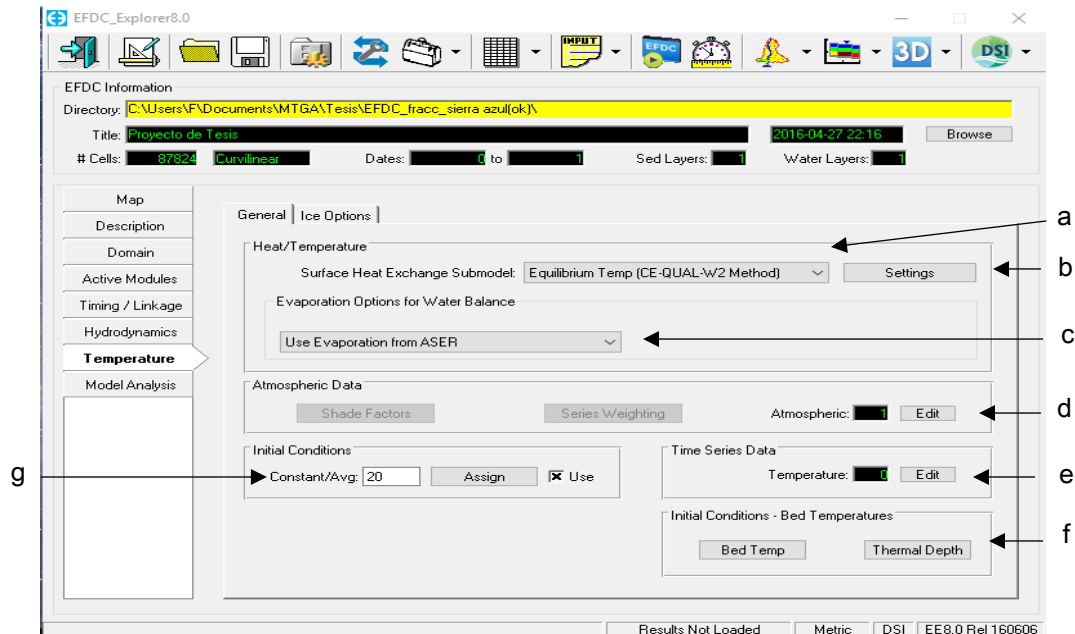 EFDC_Explorer8.0
INPUT EFDC 3D DSI
EFDC Information
Directory: C:\Users\F\Documents\MTGA\Tesis\EFDC_fracc_sierra azul(ok)\
Title: Proyecto de Tesis 2016-04-27 22:16 Browse
# Cells: 87824 Curvilinear Dates: 0 to 1 Sed Layers: 1 Water Layers: 1
Map
Description
Domain
Active Modules
Timing / Linkage
Hydrodynamics
Temperature
Model Analysis
General Ice Options
a
Heat/Temperature
Surface Heat Exchange Submodel: Equilibrium Temp (CE-QUAL-W2 Method) Settings b
Evaporation Options for Water Balance
Use Evaporation from ASER c
Atmospheric Data
Shade Factors Series Weighting Atmospheric: 1 Edit d
Initial Conditions
g Constant/Avg: 20 Assign Use
Time Series Data
Temperature: 0 Edit e
Initial Conditions - Bed Temperatures
f
Bed Temp Thermal Depth
Results Not Loaded Metric DSI EE8.0 Rel 160606